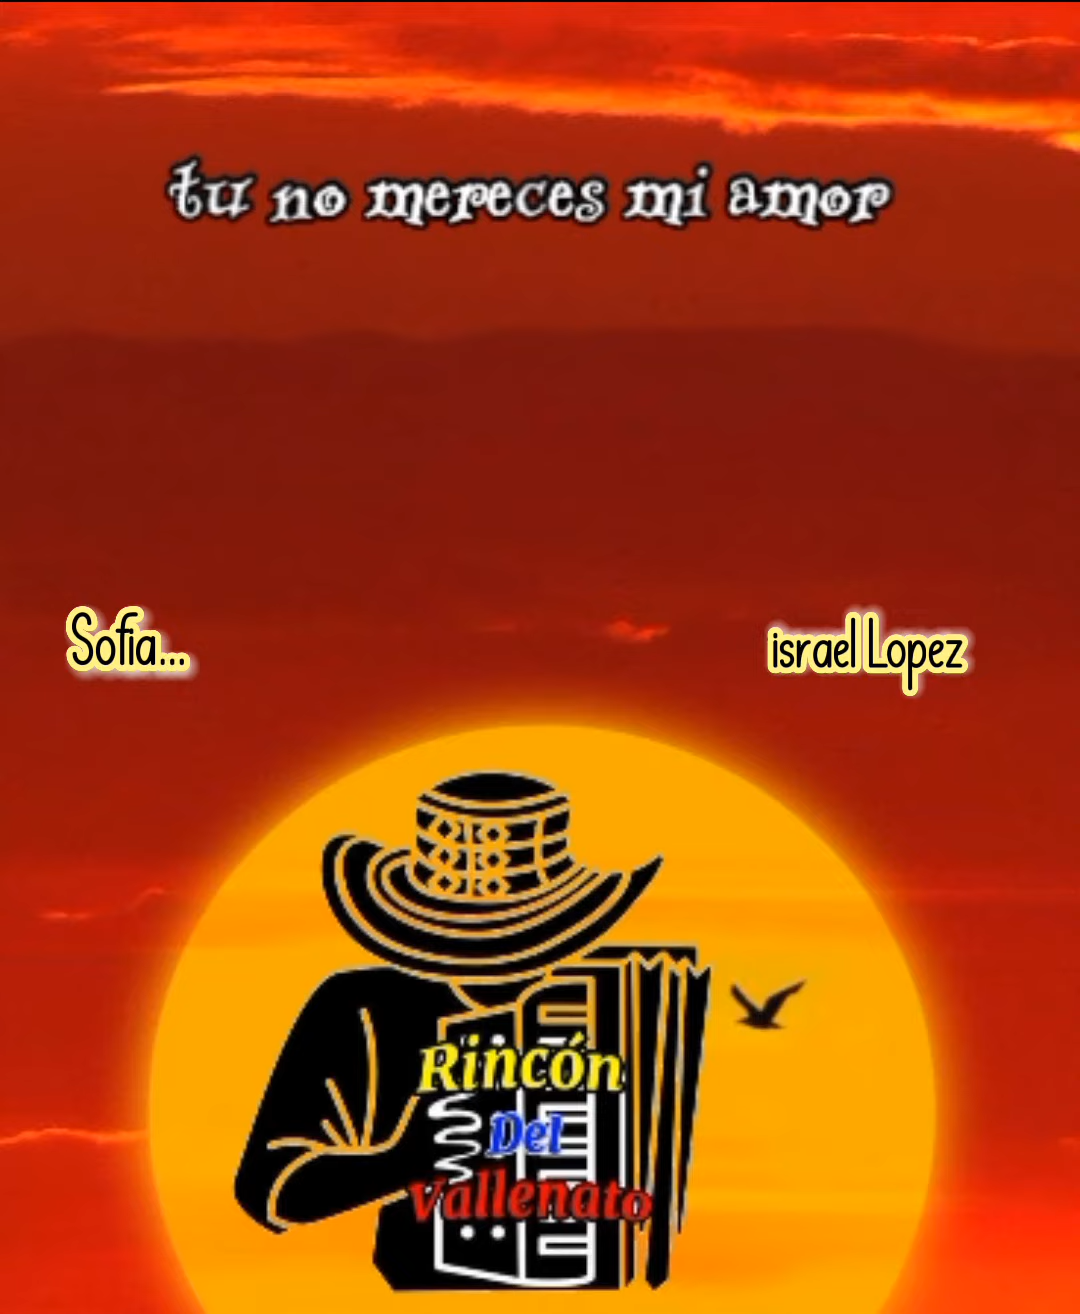 tu no mereces mi amor
Sofia...
israel Lopez
Rincón
Del
Vallenato